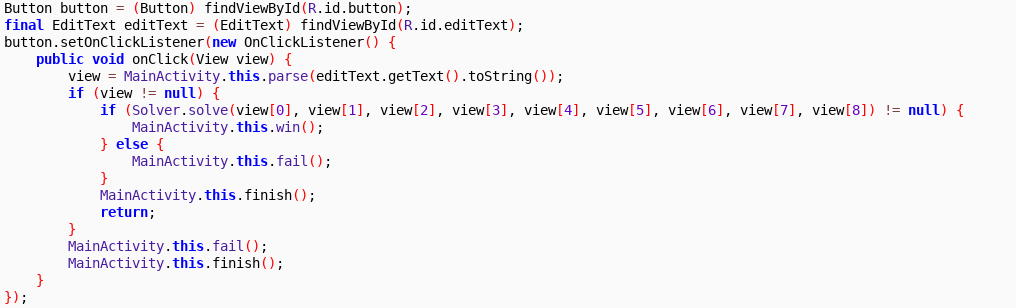 Button button = (Button) findViewById(R.id.button);
final EditText editText = (EditText) findViewById(R.id.editText);
button.setOnClickListener(new OnClickListener() {
    public void onClick(View view) {
        view = MainActivity.this.parse(editText.getText().toString());
        if (view != null) {
            if (Solver.solve(view[0], view[1], view[2], view[3], view[4], view[5], view[6], view[7], view[8]) != null) {
                MainActivity.this.win();
            } else {
                MainActivity.this.fail();
            }
            MainActivity.this.finish();
            return;
        }
        MainActivity.this.fail();
        MainActivity.this.finish();
    }
});